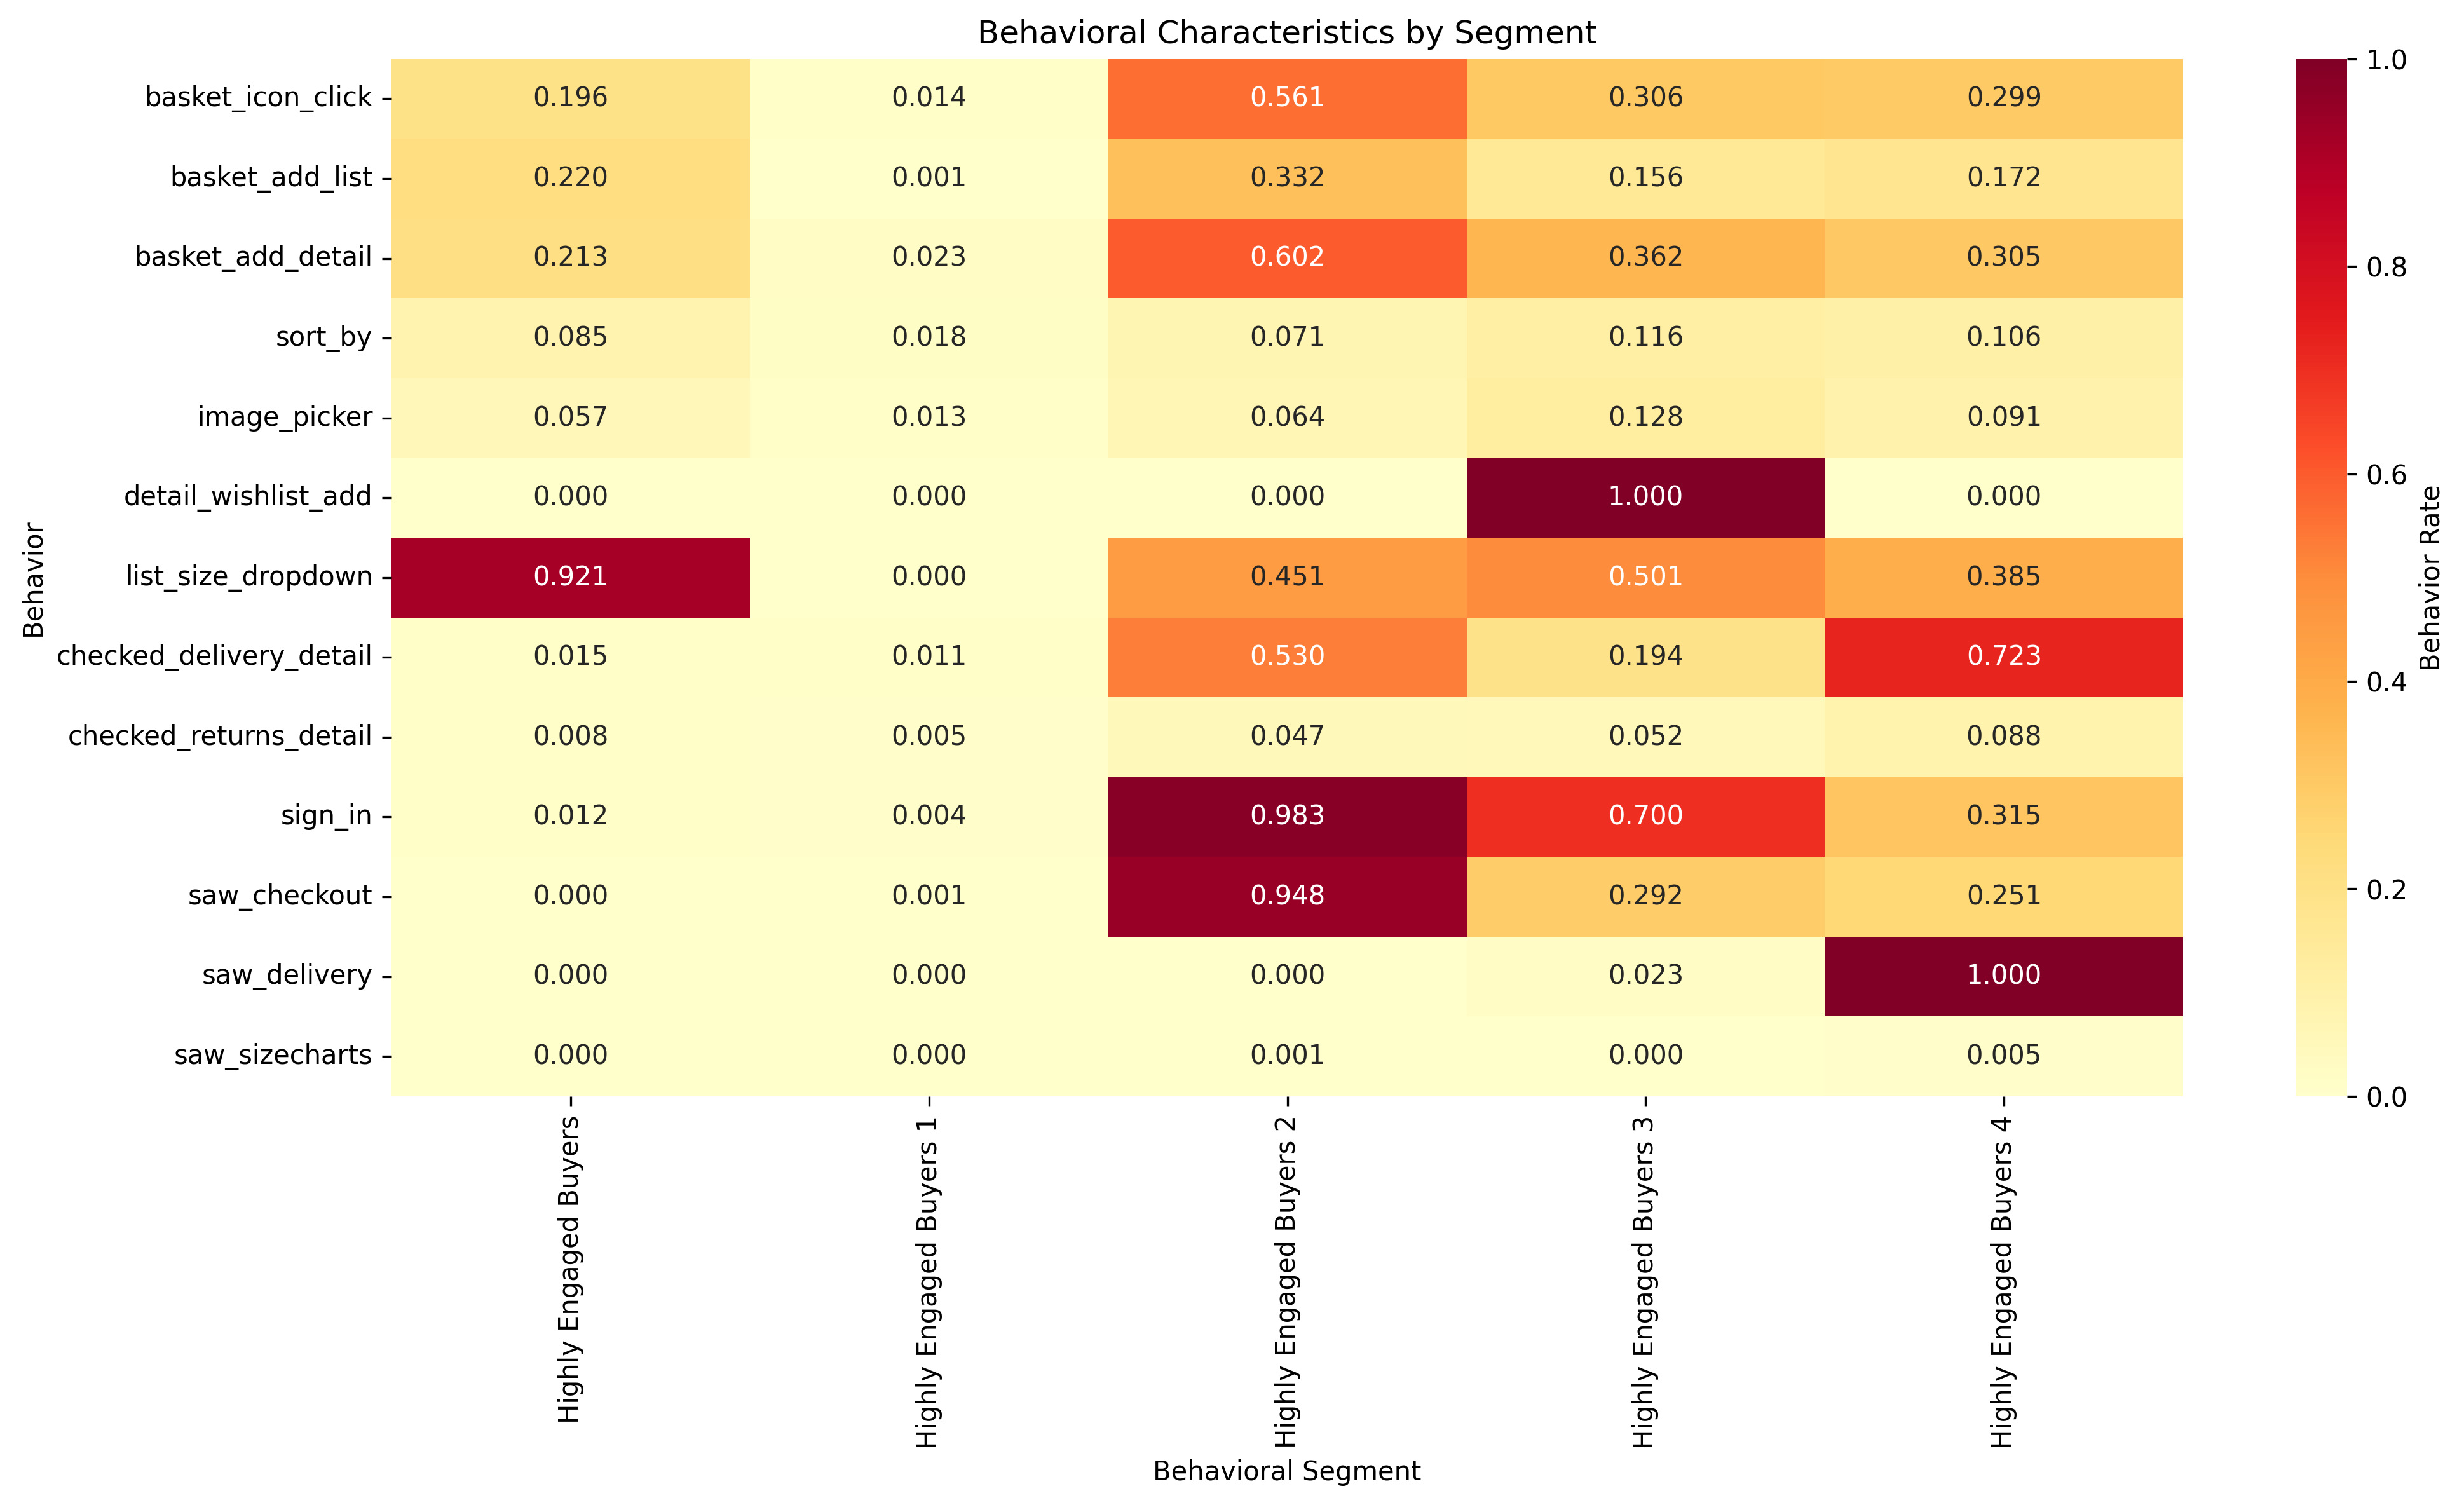 Behavioral Characteristics by Segment
basket_icon_click 0.196 0.014 0.561 0.306 0.299
basket_add_list 0.220 0.001 0.332 0.156 0.172
basket_add_detail 0.213 0.023 0.602 0.362 0.305
sort_by 0.085 0.018 0.071 0.116 0.106
image_picker 0.057 0.013 0.064 0.128 0.091
detail_wishlist_add 0.000 0.000 0.000 1.000 0.000
list_size_dropdown 0.921 0.000 0.451 0.501 0.385
checked_delivery_detail 0.015 0.011 0.530 0.194 0.723
checked_returns_detail 0.008 0.005 0.047 0.052 0.088
sign_in 0.012 0.004 0.983 0.700 0.315
saw_checkout 0.000 0.001 0.948 0.292 0.251
saw_delivery 0.000 0.000 0.000 0.023 1.000
saw_sizecharts 0.000 0.000 0.001 0.000 0.005
Behavior
Highly Engaged Buyers
Highly Engaged Buyers 1
Highly Engaged Buyers 2
Highly Engaged Buyers 3
Highly Engaged Buyers 4
Behavioral Segment
1.0
0.8
0.6
0.4
0.2
0.0
Behavior Rate